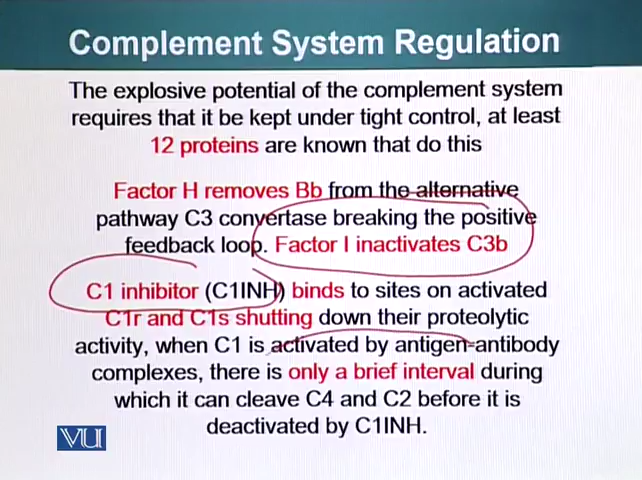 Complement System Regulation
The explosive potential of the complement system
requires that it be kept under tight control, at least
12 proteins are known that do this
Factor H removes Bb from the alternative
pathway C3 convertase breaking the positive
feedback loop. Factor I inactivates C3b
C1 inhibitor (C1INH) binds to sites on activated
C1r and C1s shutting down their proteolytic
activity, when C1 is activated by antigen-antibody
complexes, there is only a brief interval during
which it can cleave C4 and C2 before it is
deactivated by C1INH.
VU